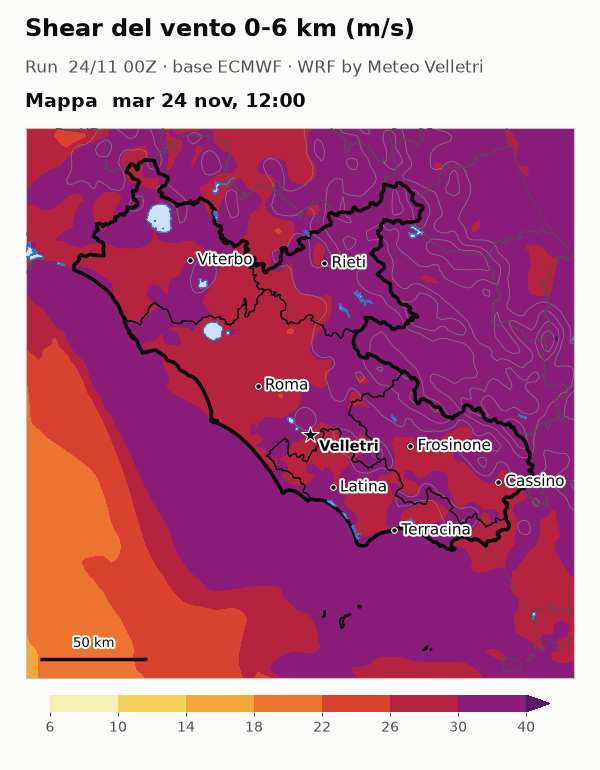 Shear del vento 0-6 km (m/s)
Run 24/11 00Z · base ECMWF · WRF by Meteo Velletri
Mappa mar 24 nov, 12:00
Viterbo
Rieti
Roma
Velletri
Frosinone
Latina
Cassino
Terracina
50 km
6 10 14 18 22 26 30 40